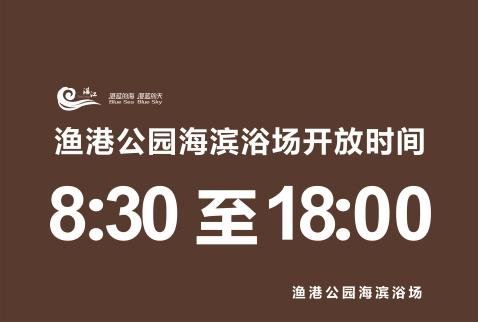 湛江
湛蓝的海 湛蓝的天
Blue Sea Blue Sky
渔港公园海滨浴场开放时间
8:30 至 18:00
渔港公园海滨浴场